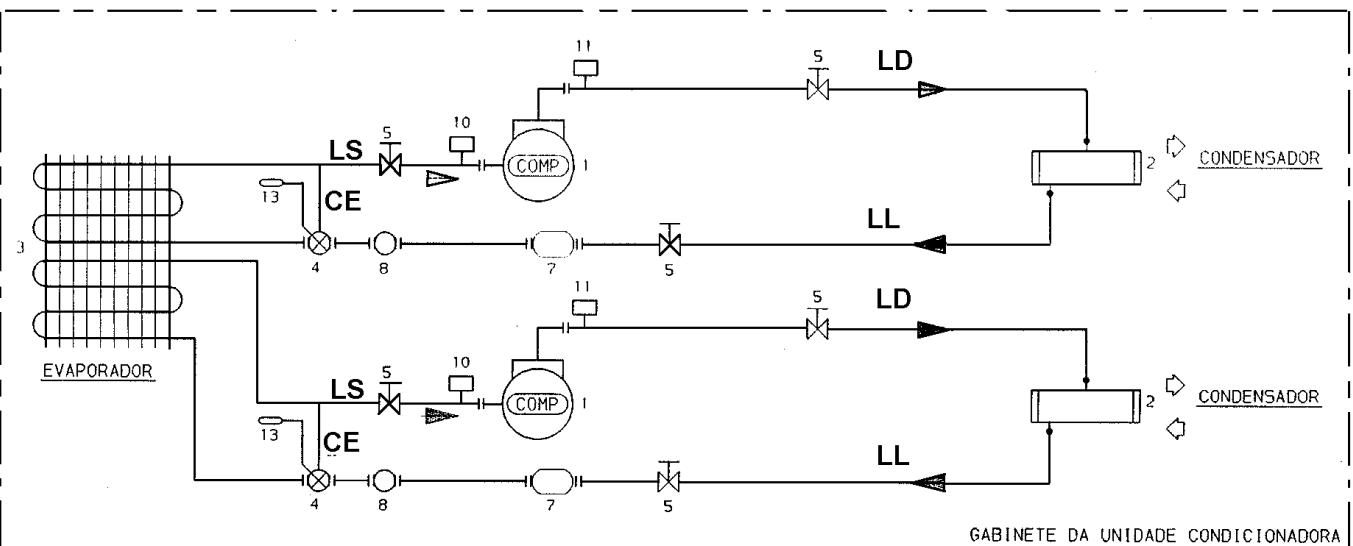 11
5
LD
10
5
LS
COMP
1
2
CONDENSADOR
13
CE
LL
3
4
8
7
5
11
5
LD
EVAPORADOR
10
5
LS
COMP
1
2
CONDENSADOR
13
CE
LL
4
8
7
5
GABINETE DA UNIDADE CONDICIONADORA